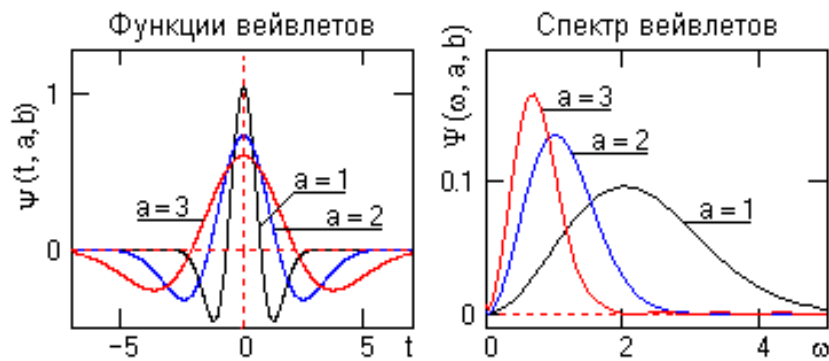 Функции вейвлетов
Ψ(t, a, b)
1
0
a = 3
a = 1
a = 2
−5
0
5
t
Спектр вейвлетов
Ψ(ω, a, b)
0.1
0
a = 3
a = 2
a = 1
0
2
4
ω